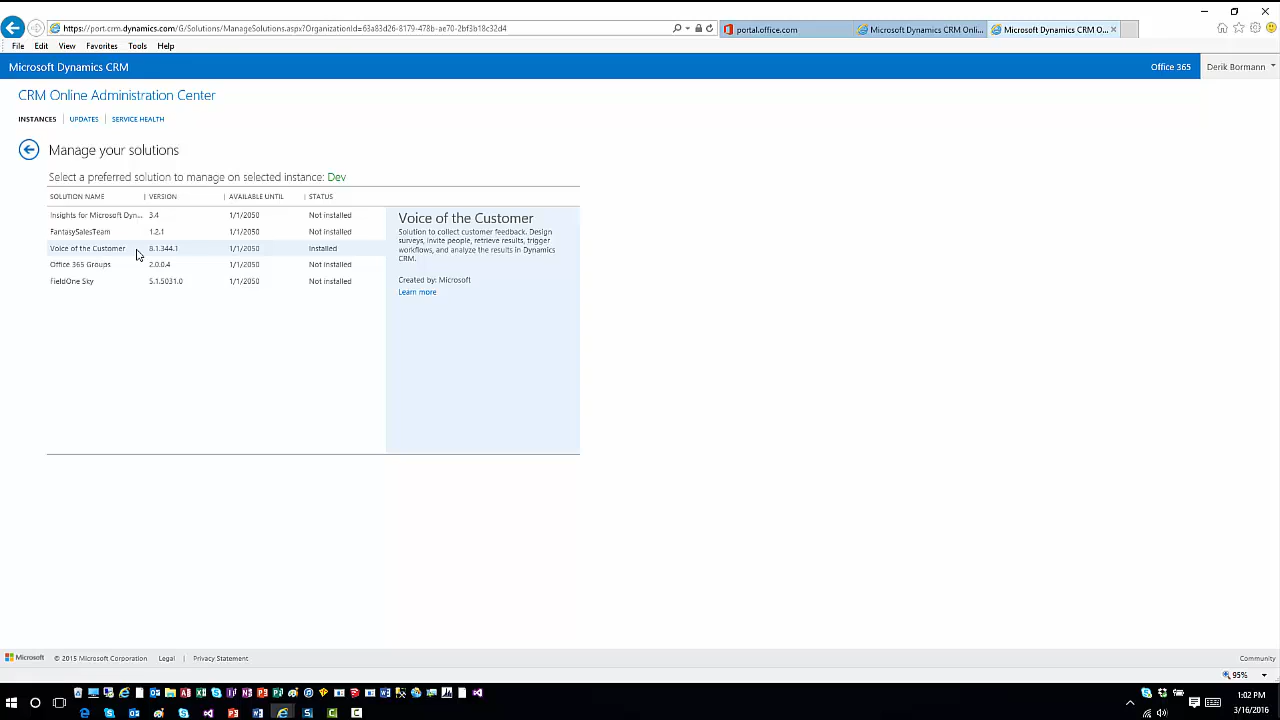 https://port.crm.dynamics.com/G/Solutions/ManageSolutions.aspx?OrganizationId=63a83d26-8179-478b-ae70-2bf3b18c32d4
portal.office.com
Microsoft Dynamics CRM Onli...
Microsoft Dynamics CRM O...
File Edit View Favorites Tools Help
Microsoft Dynamics CRM
Office 365
Derik Bormann
CRM Online Administration Center
INSTANCES | UPDATES | SERVICE HEALTH
Manage your solutions
Select a preferred solution to manage on selected instance: Dev
SOLUTION NAME | VERSION | AVAILABLE UNTIL | STATUS
Insights for Microsoft Dyn... 3.4 1/1/2050 Not installed
FantasySalesTeam 1.2.1 1/1/2050 Not installed
Voice of the Customer 8.1.344.1 1/1/2050 Installed
Office 365 Groups 2.0.0.4 1/1/2050 Not installed
FieldOne Sky 5.1.5031.0 1/1/2050 Not installed
Voice of the Customer
Solution to collect customer feedback. Design
surveys, invite people, retrieve results, trigger
workflows, and analyze the results in Dynamics
CRM.
Created by: Microsoft
Learn more
Microsoft © 2015 Microsoft Corporation Legal | Privacy Statement
Community
95%
1:02 PM
3/16/2016